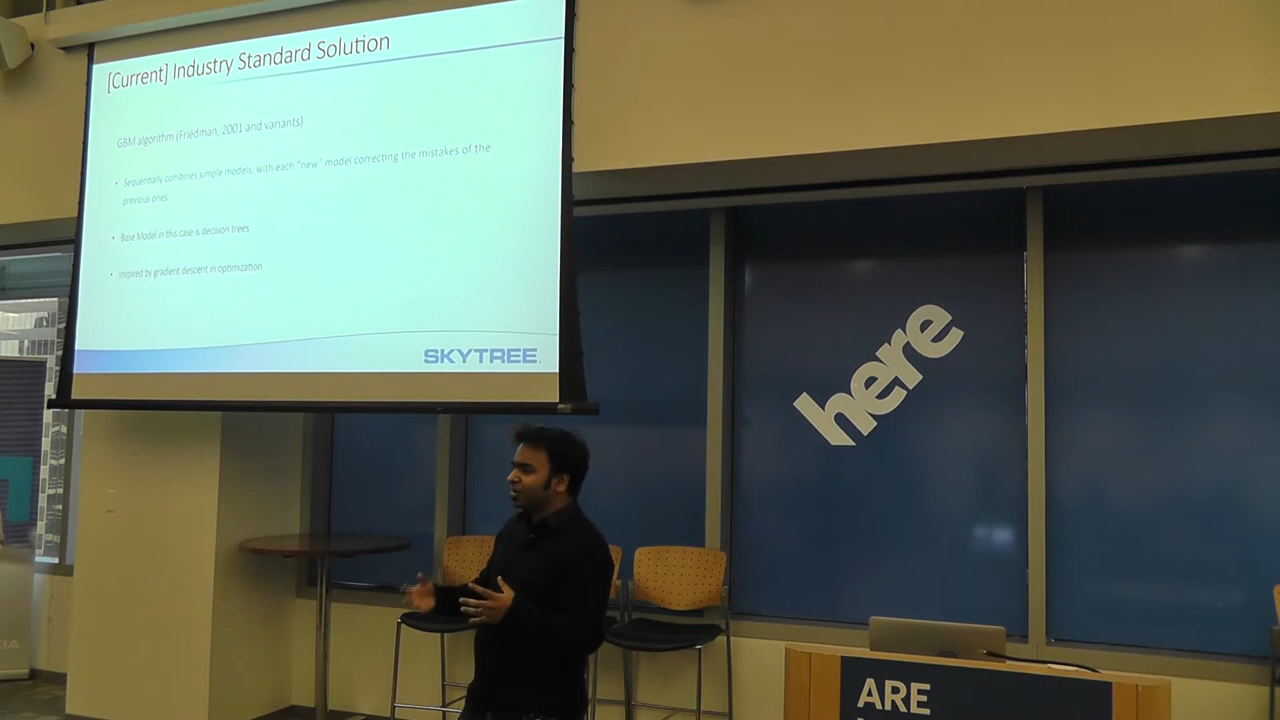 [Current] Industry Standard Solution
GBM algorithm (Friedman, 2001 and variants)
• Sequentially combines simple models, with each "new" model correcting the mistakes of the
previous ones
• Base Model in this case is decision trees
• Inspired by gradient descent in optimization
SKYTREE.
here
ARE